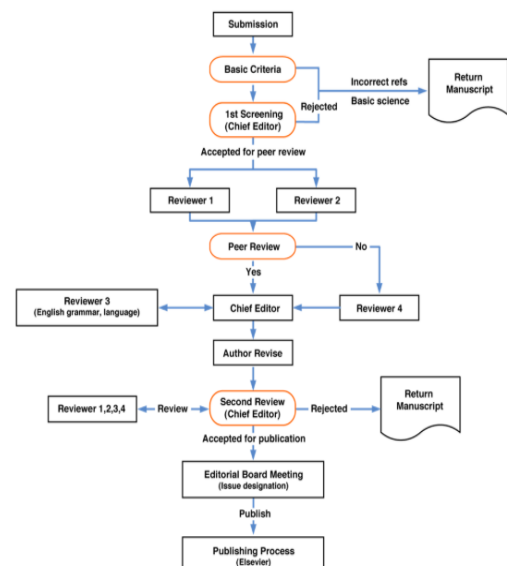 Submission
Basic Criteria
Incorrect refs
Rejected
Basic science
Return
Manuscript
1st Screening
(Chief Editor)
Accepted for peer review
Reviewer 1
Reviewer 2
Peer Review
No
Yes
Reviewer 3
(English grammar, language)
Chief Editor
Reviewer 4
Author Revise
Reviewer 1,2,3,4
Review
Second Review
(Chief Editor)
Rejected
Return
Manuscript
Accepted for publication
Editorial Board Meeting
(Issue designation)
Publish
Publishing Process
(Elsevier)